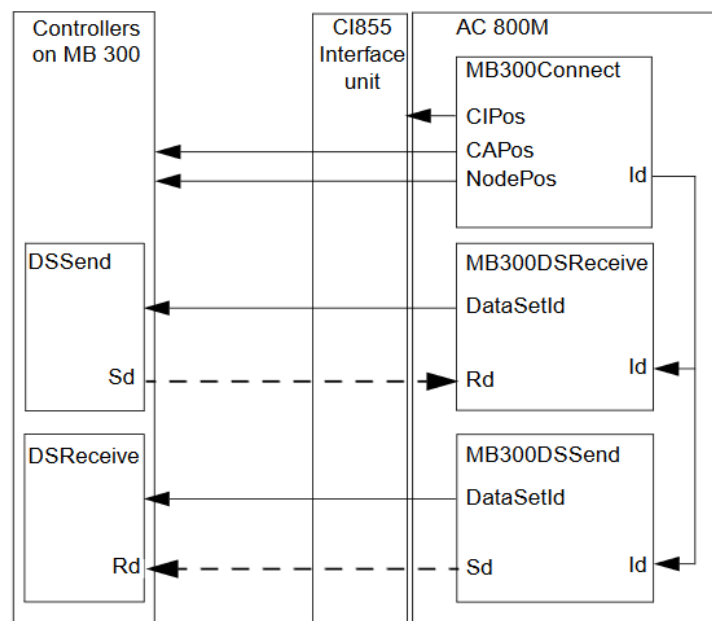 Controllers
on MB 300
CI855
Interface
unit
AC 800M
MB300Connect
CIPos
CAPos
NodePos
Id
DSSend
Sd
MB300DSReceive
DataSetId
Rd
Id
DSReceive
Rd
MB300DSSend
DataSetId
Sd
Id